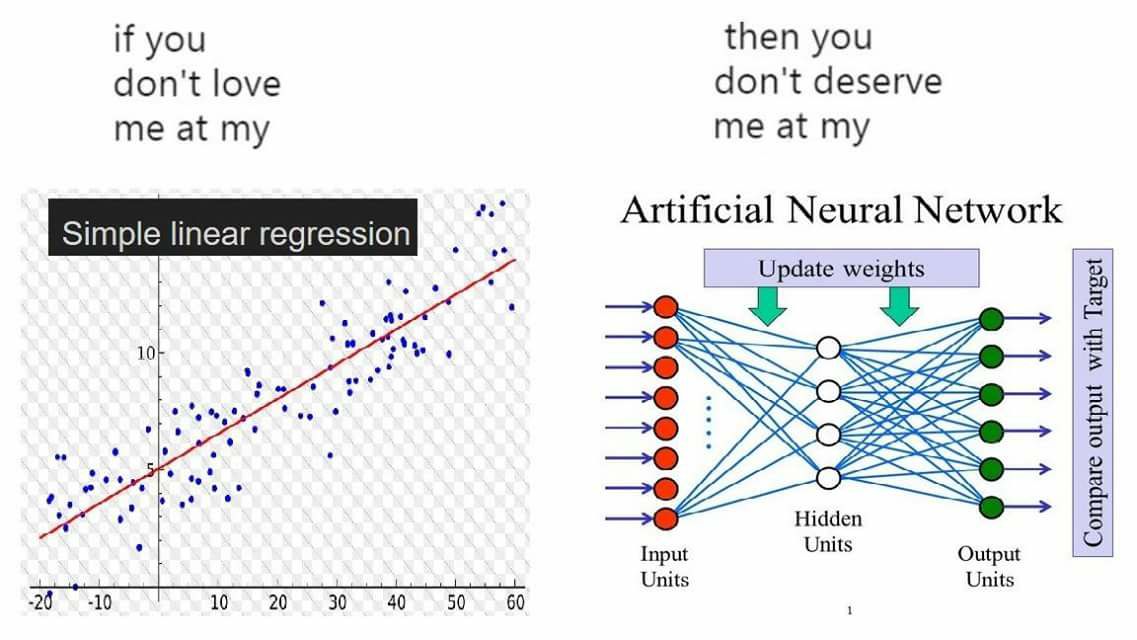 if you
don't love
me at my
then you
don't deserve
me at my
Simple linear regression
10
5
-20 -10 10 20 30 40 50 60
Artificial Neural Network
Update weights
Compare output with Target
Input
Units
Hidden
Units
Output
Units
1